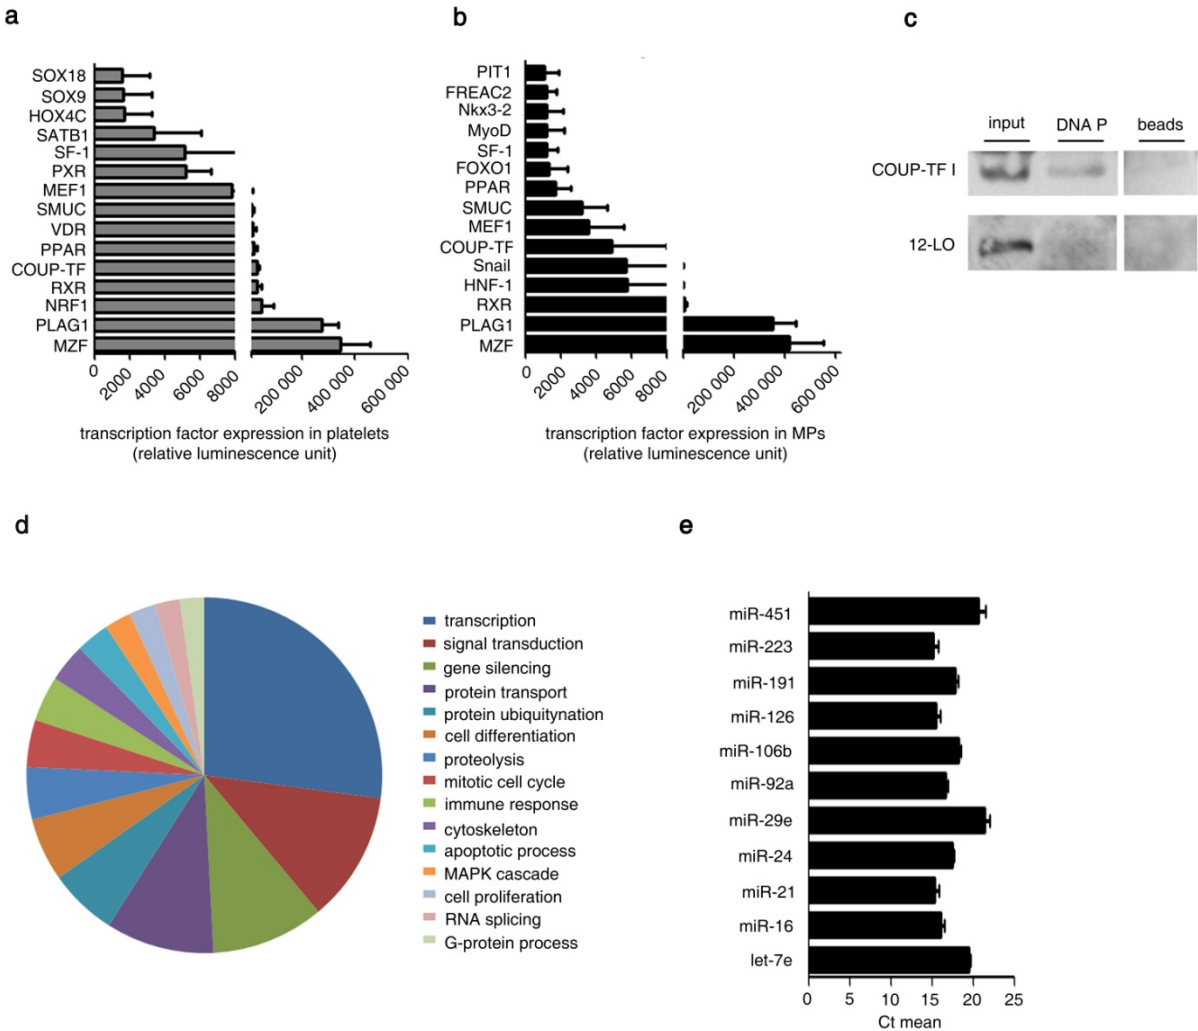 a
SOX18
SOX9
HOX4C
SATB1
SF-1
PXR
MEF1
SMUC
VDR
PPAR
COUP-TF
RXR
NRF1
PLAG1
MZF
0 2000 4000 6000 8000 200 000 400 000 600 000
transcription factor expression in platelets
(relative luminescence unit)
b
PIT1
FREAC2
Nkx3-2
MyoD
SF-1
FOXO1
PPAR
SMUC
MEF1
COUP-TF
Snail
HNF-1
RXR
PLAG1
MZF
0 2000 4000 6000 8000 200 000 400 000 600 000
transcription factor expression in MPs
(relative luminescence unit)
c
input DNA P beads
COUP-TF I
12-LO
d
transcription
signal transduction
gene silencing
protein transport
protein ubiquitynation
cell differentiation
proteolysis
mitotic cell cycle
immune response
cytoskeleton
apoptotic process
MAPK cascade
cell proliferation
RNA splicing
G-protein process
e
miR-451
miR-223
miR-191
miR-126
miR-106b
miR-92a
miR-29e
miR-24
miR-21
miR-16
let-7e
0 5 10 15 20 25
Ct mean